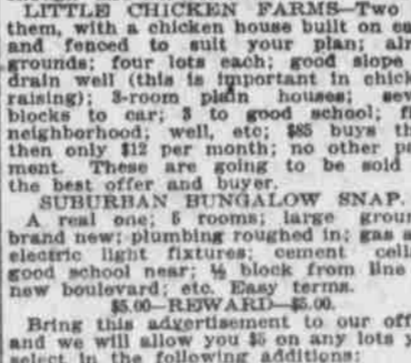 LITTLE CHICKEN FARMS—Two
them, with a chicken house built on ea
and fenced to suit your plan; alm
grounds; four lots each; good slope
drain well (this is important in chick
raising); 3-room plain houses; sev
blocks to car; 3 to good school; f
neighborhood; well, etc; $85 buys th
then only $12 per month; no other pa
ment. These are going to be sold
the best offer and buyer.
SUBURBAN BUNGALOW SNAP.
A real one; 5 rooms; large groun
brand new; plumbing roughed in; gas a
electric light fixtures; cement cell
good school near; ½ block from line
new boulevard; etc. Easy terms.
$5.00—REWARD—$5.00.
Bring this advertisement to our off
and we will allow you $5 on any lots y
select in the following additions: